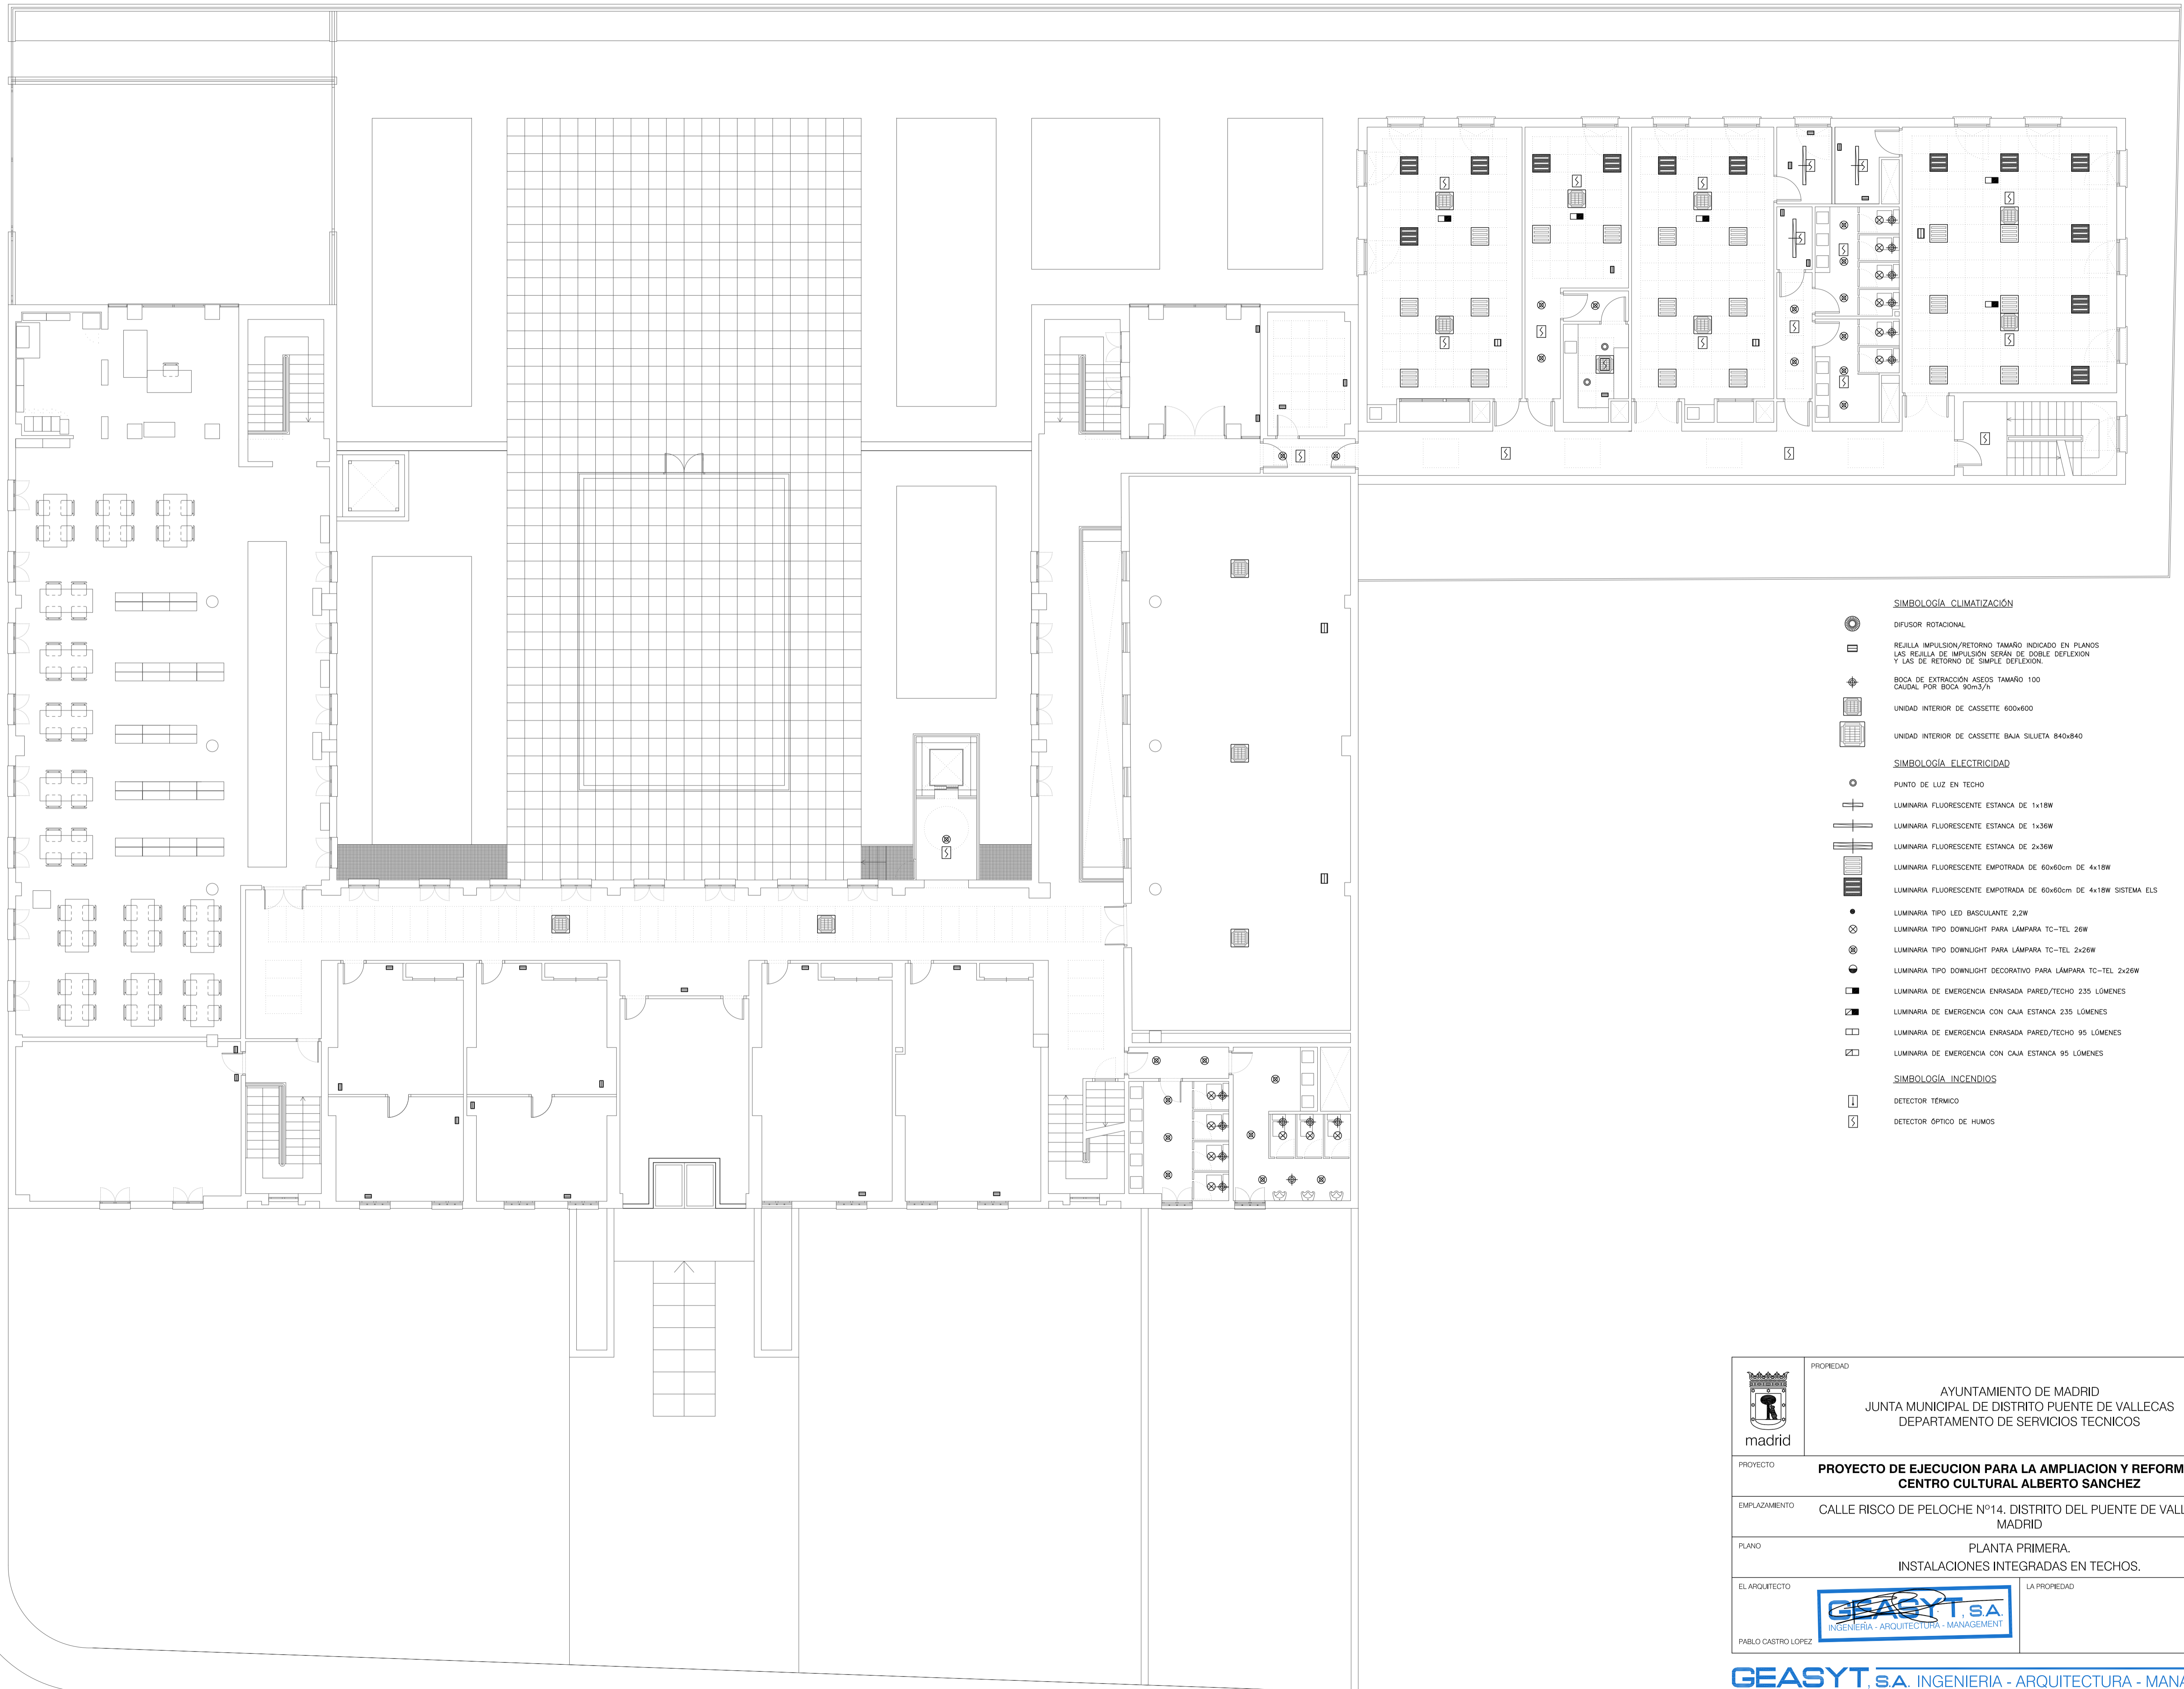 SIMBOLOGÍA CLIMATIZACIÓN
DIFUSOR ROTACIONAL
REJILLA IMPULSION/RETORNO TAMAÑO INDICADO EN PLANOS
LAS REJILLA DE IMPULSIÓN SERÁN DE DOBLE DEFLEXION
Y LAS DE RETORNO DE SIMPLE DEFLEXION.
BOCA DE EXTRACCIÓN ASEOS TAMAÑO 100
CAUDAL POR BOCA 90m3/h
UNIDAD INTERIOR DE CASSETTE 600x600
UNIDAD INTERIOR DE CASSETTE BAJA SILUETA 840x840
SIMBOLOGÍA ELECTRICIDAD
PUNTO DE LUZ EN TECHO
LUMINARIA FLUORESCENTE ESTANCA DE 1x18W
LUMINARIA FLUORESCENTE ESTANCA DE 1x36W
LUMINARIA FLUORESCENTE ESTANCA DE 2x36W
LUMINARIA FLUORESCENTE EMPOTRADA DE 60x60cm DE 4x18W
LUMINARIA FLUORESCENTE EMPOTRADA DE 60x60cm DE 4x18W SISTEMA ELS
LUMINARIA TIPO LED BASCULANTE 2,2W
LUMINARIA TIPO DOWNLIGHT PARA LÁMPARA TC-TEL 26W
LUMINARIA TIPO DOWNLIGHT PARA LÁMPARA TC-TEL 2x26W
LUMINARIA TIPO DOWNLIGHT DECORATIVO PARA LÁMPARA TC-TEL 2x26W
LUMINARIA DE EMERGENCIA ENRASADA PARED/TECHO 235 LÚMENES
LUMINARIA DE EMERGENCIA CON CAJA ESTANCA 235 LÚMENES
LUMINARIA DE EMERGENCIA ENRASADA PARED/TECHO 95 LÚMENES
LUMINARIA DE EMERGENCIA CON CAJA ESTANCA 95 LÚMENES
SIMBOLOGÍA INCENDIOS
DETECTOR TÉRMICO
DETECTOR ÓPTICO DE HUMOS
madrid
PROPIEDAD
AYUNTAMIENTO DE MADRID
JUNTA MUNICIPAL DE DISTRITO PUENTE DE VALLECAS
DEPARTAMENTO DE SERVICIOS TECNICOS
PROYECTO
PROYECTO DE EJECUCION PARA LA AMPLIACION Y REFORM
CENTRO CULTURAL ALBERTO SANCHEZ
EMPLAZAMIENTO
CALLE RISCO DE PELOCHE Nº14. DISTRITO DEL PUENTE DE VALL
MADRID
PLANO
PLANTA PRIMERA.
INSTALACIONES INTEGRADAS EN TECHOS.
EL ARQUITECTO
GEASYT, S.A.
INGENIERIA - ARQUITECTURA - MANAGEMENT
PABLO CASTRO LOPEZ
LA PROPIEDAD
GEASYT, S.A. INGENIERIA - ARQUITECTURA - MANA